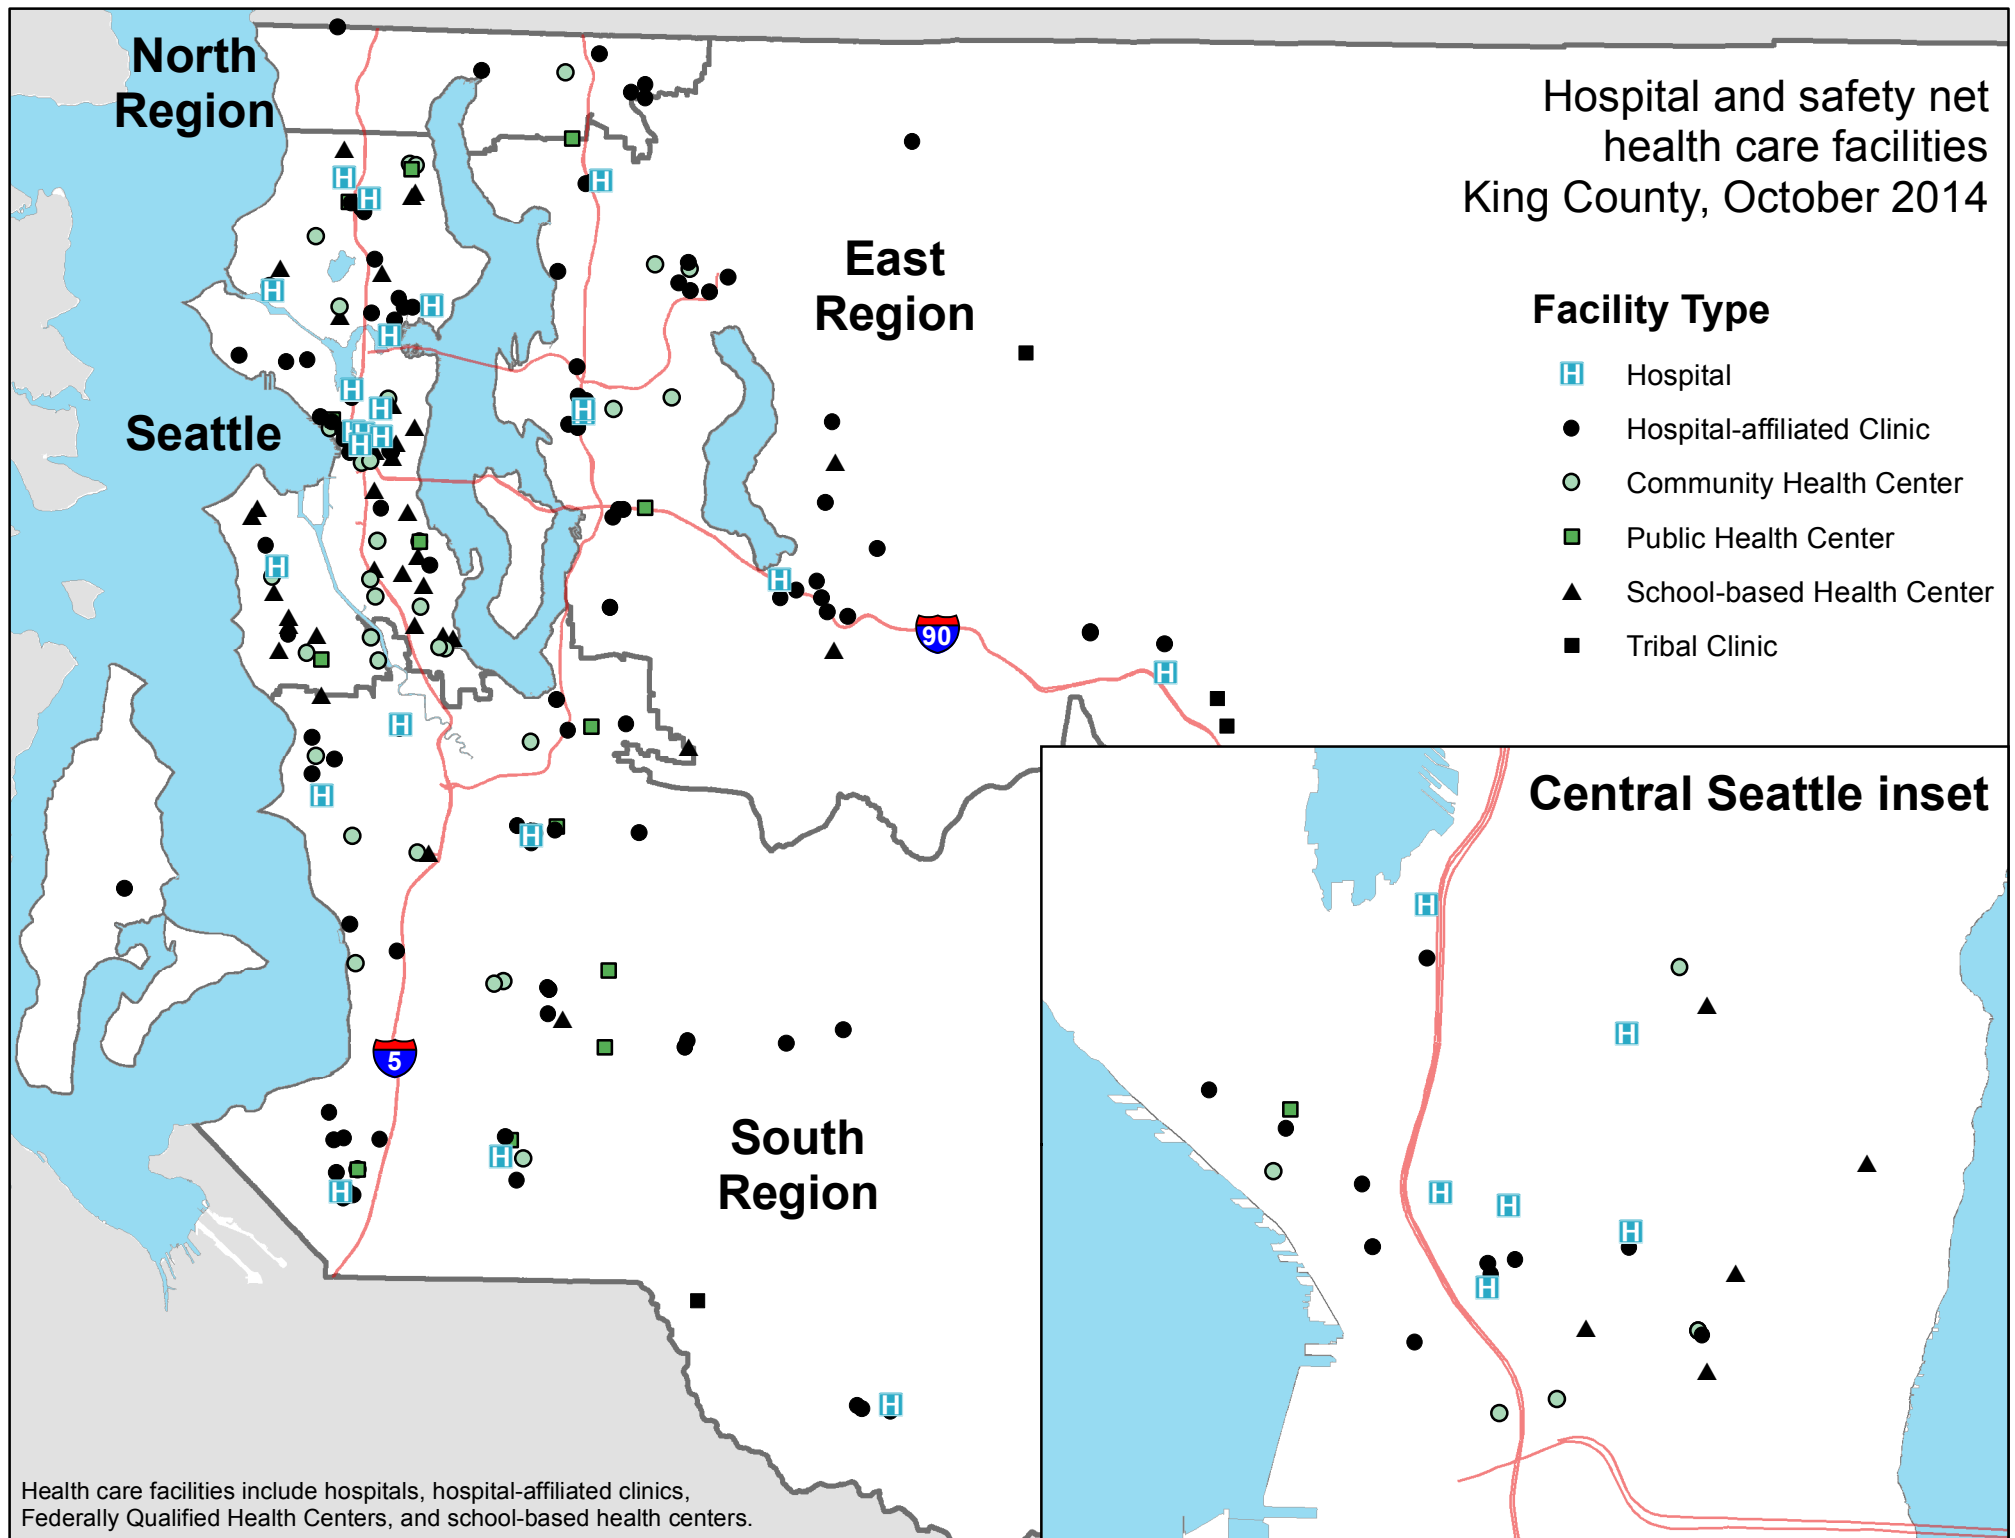 North
Region
Hospital and safety net
health care facilities
King County, October 2014
East
Region
Seattle
Facility Type
H Hospital
Hospital-affiliated Clinic
Community Health Center
Public Health Center
School-based Health Center
Tribal Clinic
90
5
South
Region
Central Seattle inset
Health care facilities include hospitals, hospital-affiliated clinics,
Federally Qualified Health Centers, and school-based health centers.